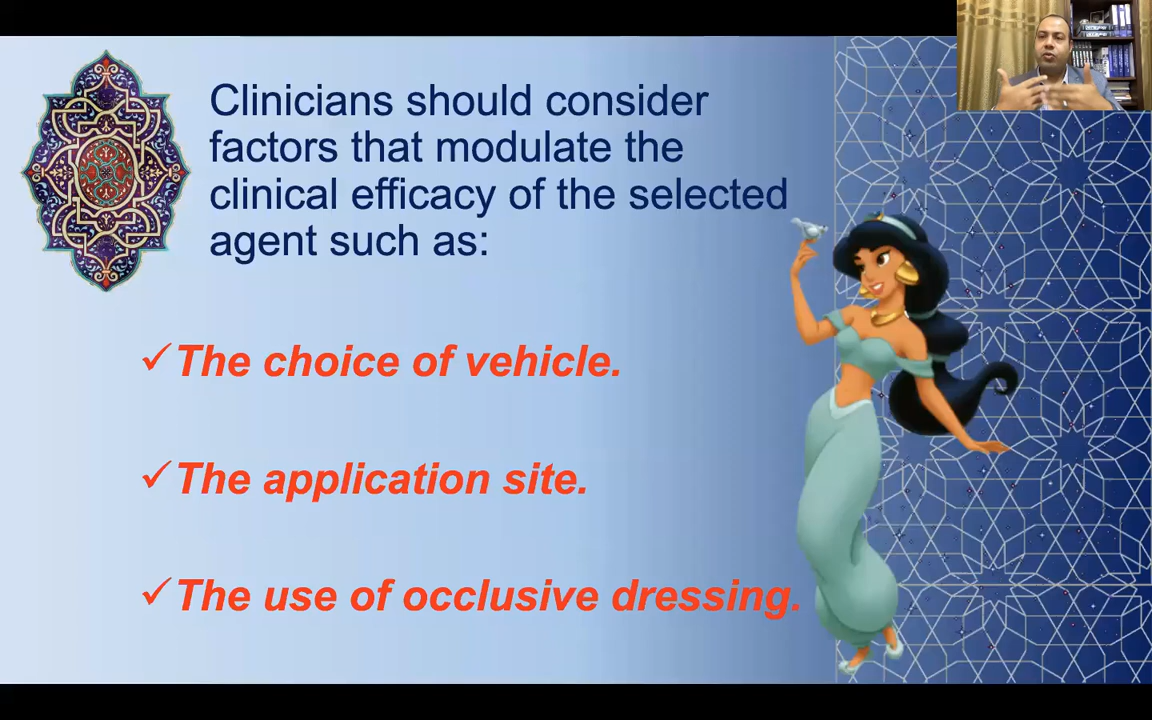 Clinicians should consider
factors that modulate the
clinical efficacy of the selected
agent such as:
✓The choice of vehicle.
✓The application site.
✓The use of occlusive dressing.